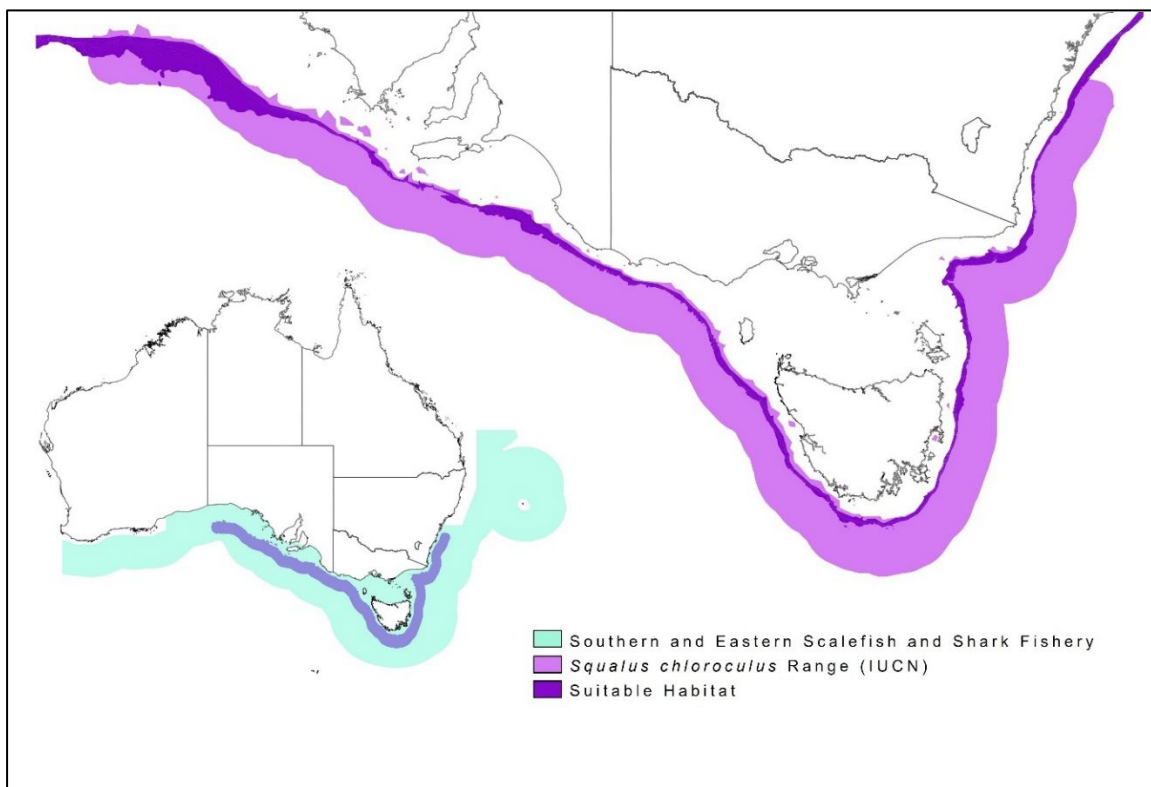 Southern and Eastern Scalefish and Shark Fishery
Squalus chloroculus Range (IUCN)
Suitable Habitat